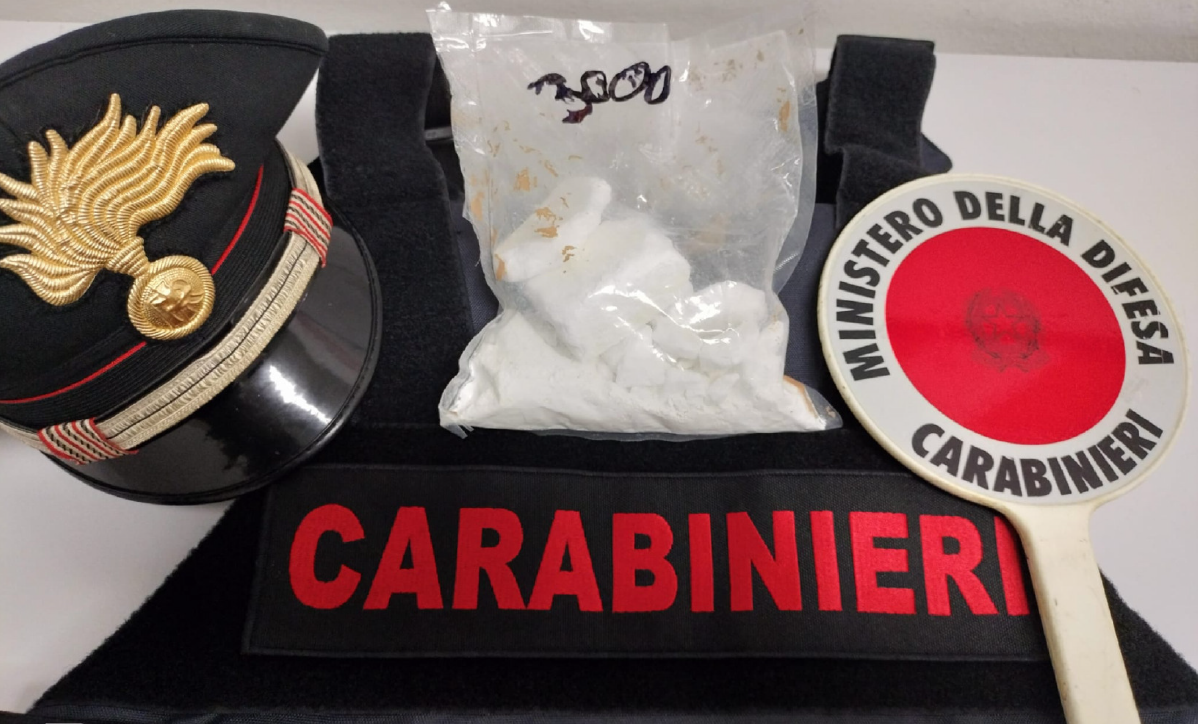 3000
MINISTERO DELLA DIFESA
CARABINIERI
CARABINIERI